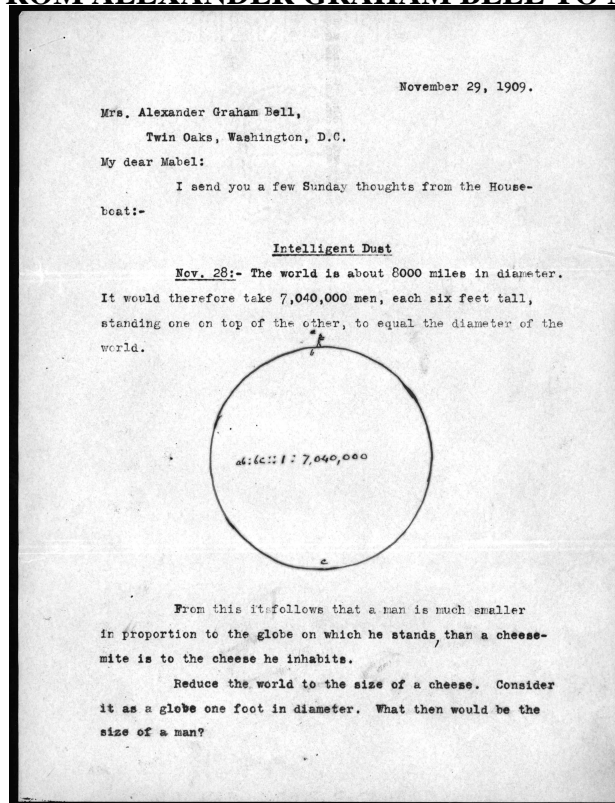 ROM ALEXANDER GRAHAM BELL TO
November 29, 1909.
Mrs. Alexander Graham Bell,
Twin Oaks, Washington, D.C.
My dear Mabel:
I send you a few Sunday thoughts from the House-
boat:-
Intelligent Dust
Nov. 28:- The world is about 8000 miles in diameter.
It would therefore take 7,040,000 men, each six feet tall,
standing one on top of the other, to equal the diameter of the
world.
a
b
ab:bc::1:7,040,000
c
From this it follows that a man is much smaller
in proportion to the globe on which he stands, than a cheese-
mite is to the cheese he inhabits.
Reduce the world to the size of a cheese. Consider
it as a globe one foot in diameter. What then would be the
size of a man?